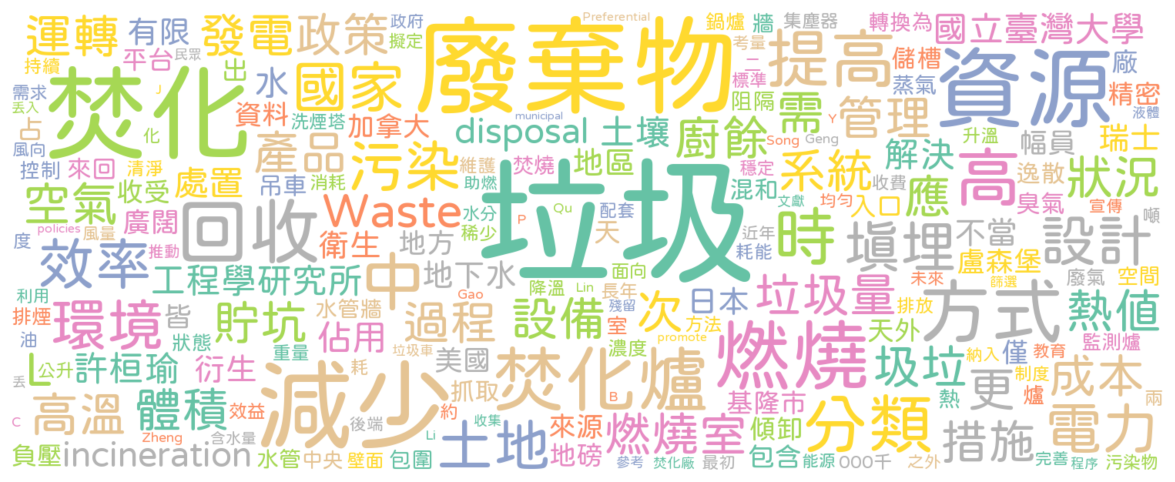 運轉
有限
發電
政策
政府
擬定
廢棄物
Preferential
鍋爐
牆
集塵器
轉換為
國立臺灣大學
持續
平台
出
民眾
國家
考量
二
提高
儲槽
資源
廠
需求
焚化
水
標準
蒸氣
精密
丟入
J
資料
洗煙塔
加拿大
municipal
阻隔
管理
Y
液體
占
化
產品
disposal
土壤
廚餘
需
升溫
幅員
瑞士
風向
Song
Geng
控制
來回
清淨
污染
維護
焚燒
地區
穩定
系統
解決
逸散
狀況
空氣
收受
處置
吊車
消耗
助燃
垃圾
混和
收費
高
臭氣
廣闊
回收
Waste
水分
P
Qu
配套
文獻
均勻
入口
應
宣傳
噸
度
policies
風量
稀少
天
近年
時
填埋
不當
設計
效率
推動
衛生
地方
耗能
盧森堡
廢氣
空間
工程學研究所
中
地下水
面向
未來
篩選
利用
Gao
降溫
Lin
長年
日本
垃圾量
排放
方式
熱值
排煙
環境
皆
貯坑
水管牆
過程
設備
殘留
室
次
方法
天外
監測爐
油
狀態
佔用
濃度
promote
燃燒
納入
僅
教育
L
公升
許桓瑜
衍生
重量
垃圾車
耗
減少
美國
焚化爐
圾垃
制度
爐
成本
丟
高溫
體積
效益
約
抓取
B
基隆市
熱
更
兩
C
Zheng
後端
收集
土地
來源
燃燒室
傾卸
分類
措施
電力
負壓
incineration
含水量
水管
中央
壁面
包圍
Li
地磅
參考
焚化廠
最初
包含
能源
000千
之外
完善
程序
污染物